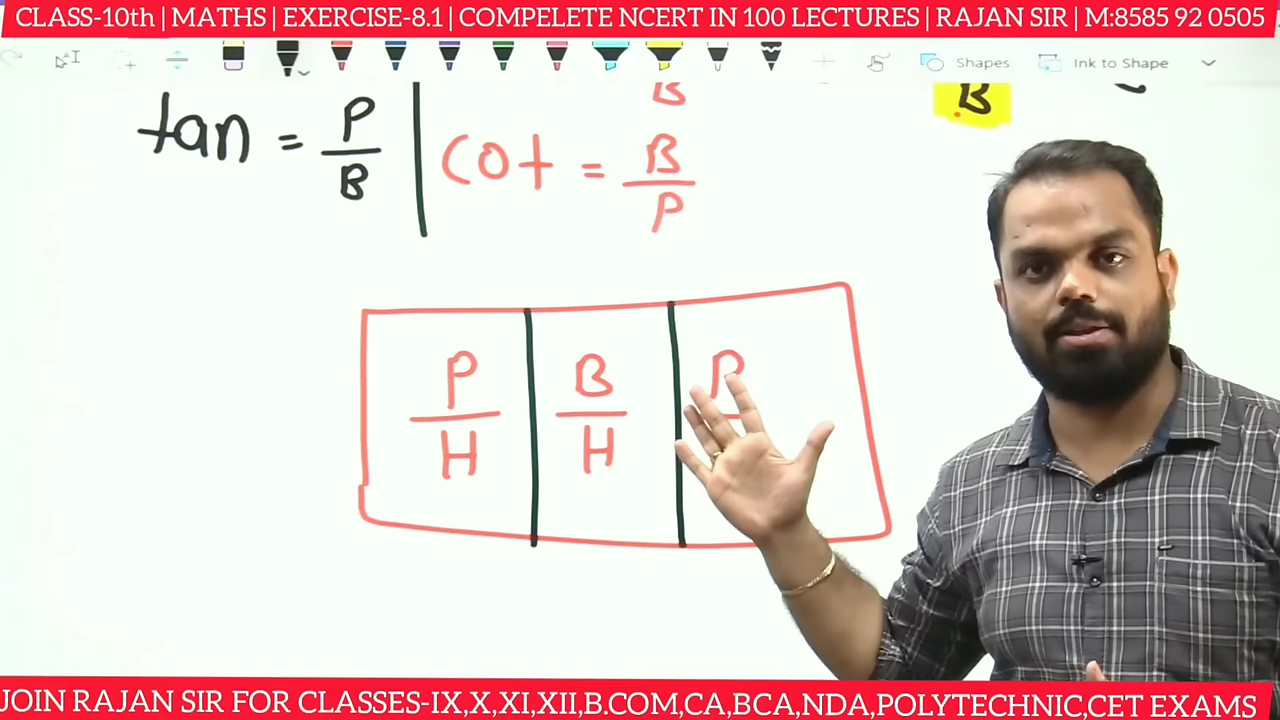 CLASS-10th | MATHS | EXERCISE-8.1 | COMPELETE NCERT IN 100 LECTURES | RAJAN SIR | M:8585 92 0505
Shapes
Ink to Shape
B
B
tan = P/B
cot = B/P
P/H
B/H
P
JOIN RAJAN SIR FOR CLASSES-IX,X,XI,XII,B.COM,CA,BCA,NDA,POLYTECHNIC,CET EXAMS